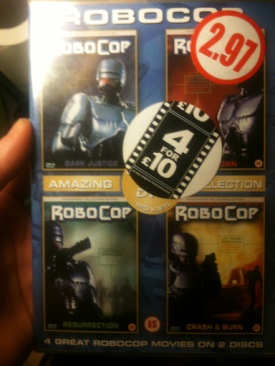 ROBOCOP
2.97
ROBOCOP
DARK JUSTICE
£10
4
FOR
£10
AMAZING
ROBOCOP
RESURRECTION
ROBOCOP
CRASH & BURN
15
4 GREAT ROBOCOP MOVIES ON 2 DISCS